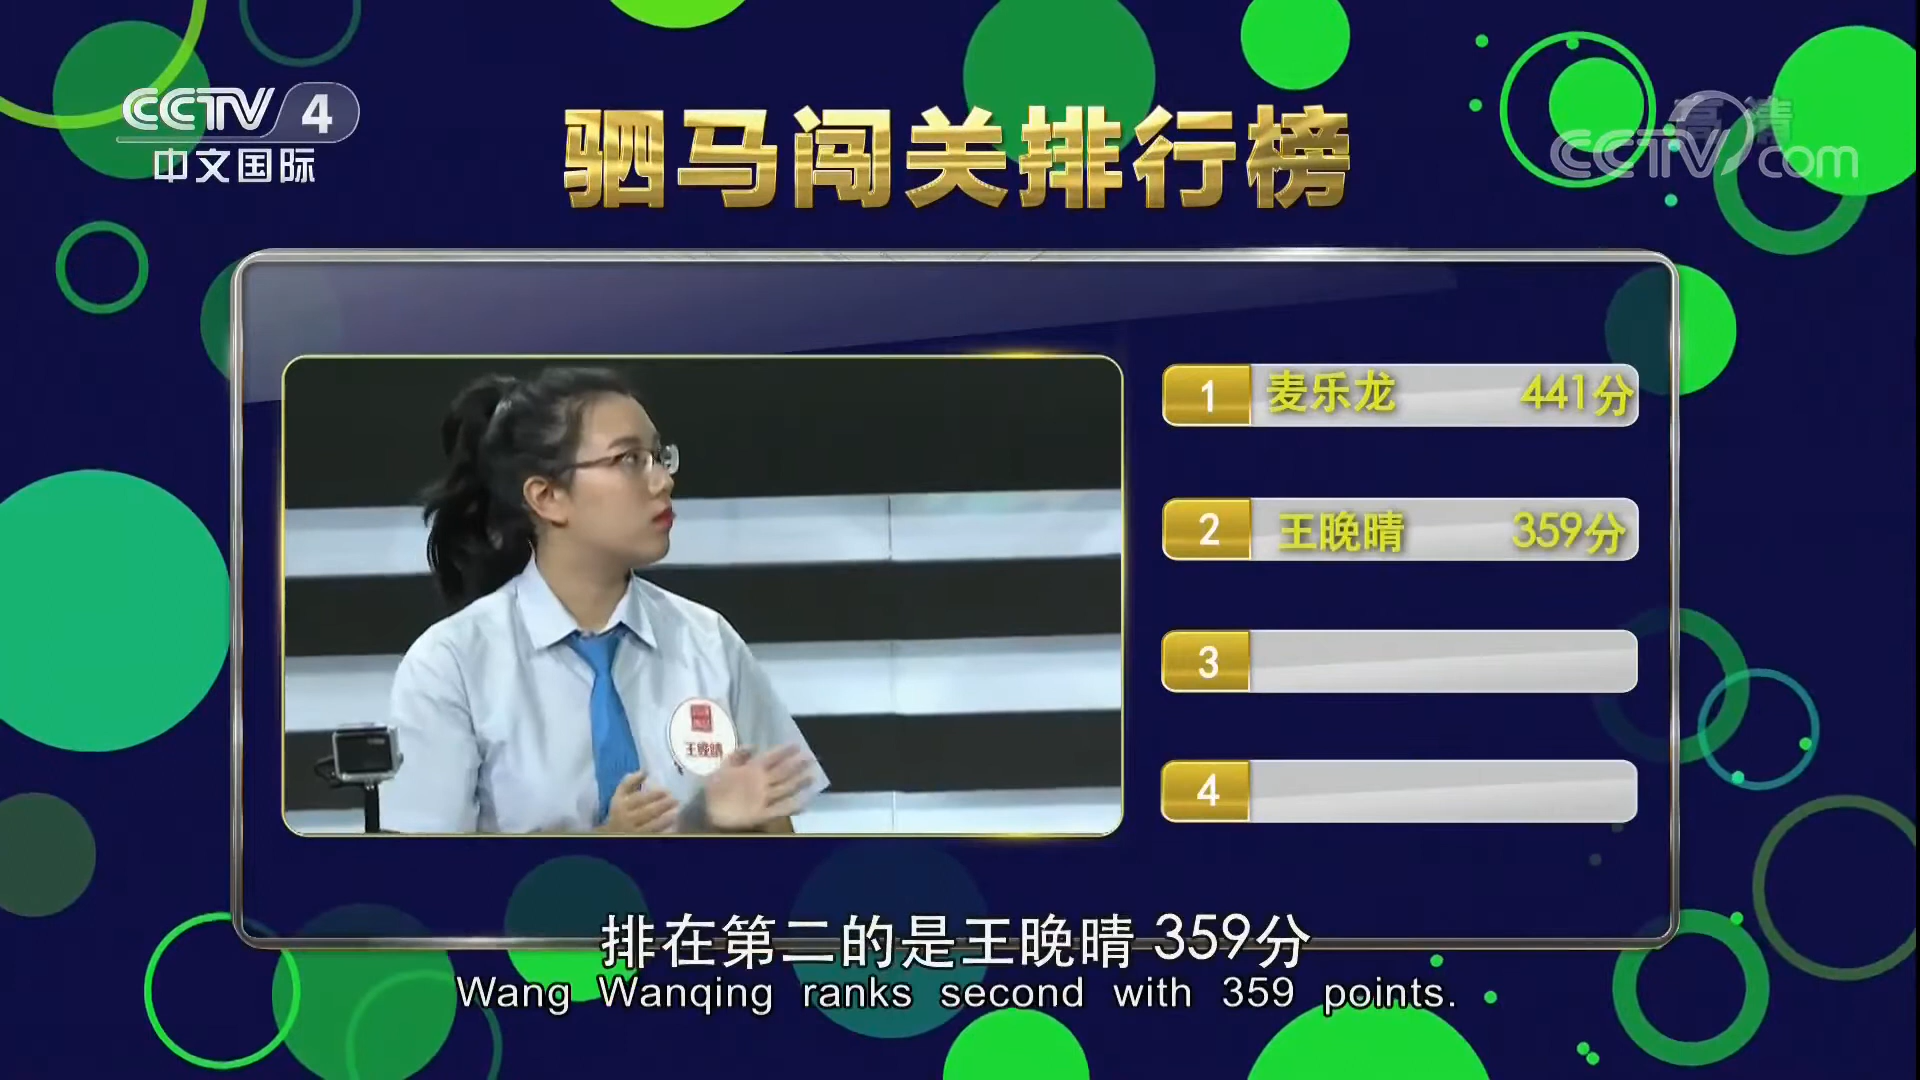 CCTV 4
中文国际
驷马闯关排行榜
高清
CCTV.com
1 麦乐龙 441分
2 王晚晴 359分
3
4
王晚晴
排在第二的是王晚晴 359分
Wang Wanqing ranks second with 359 points.